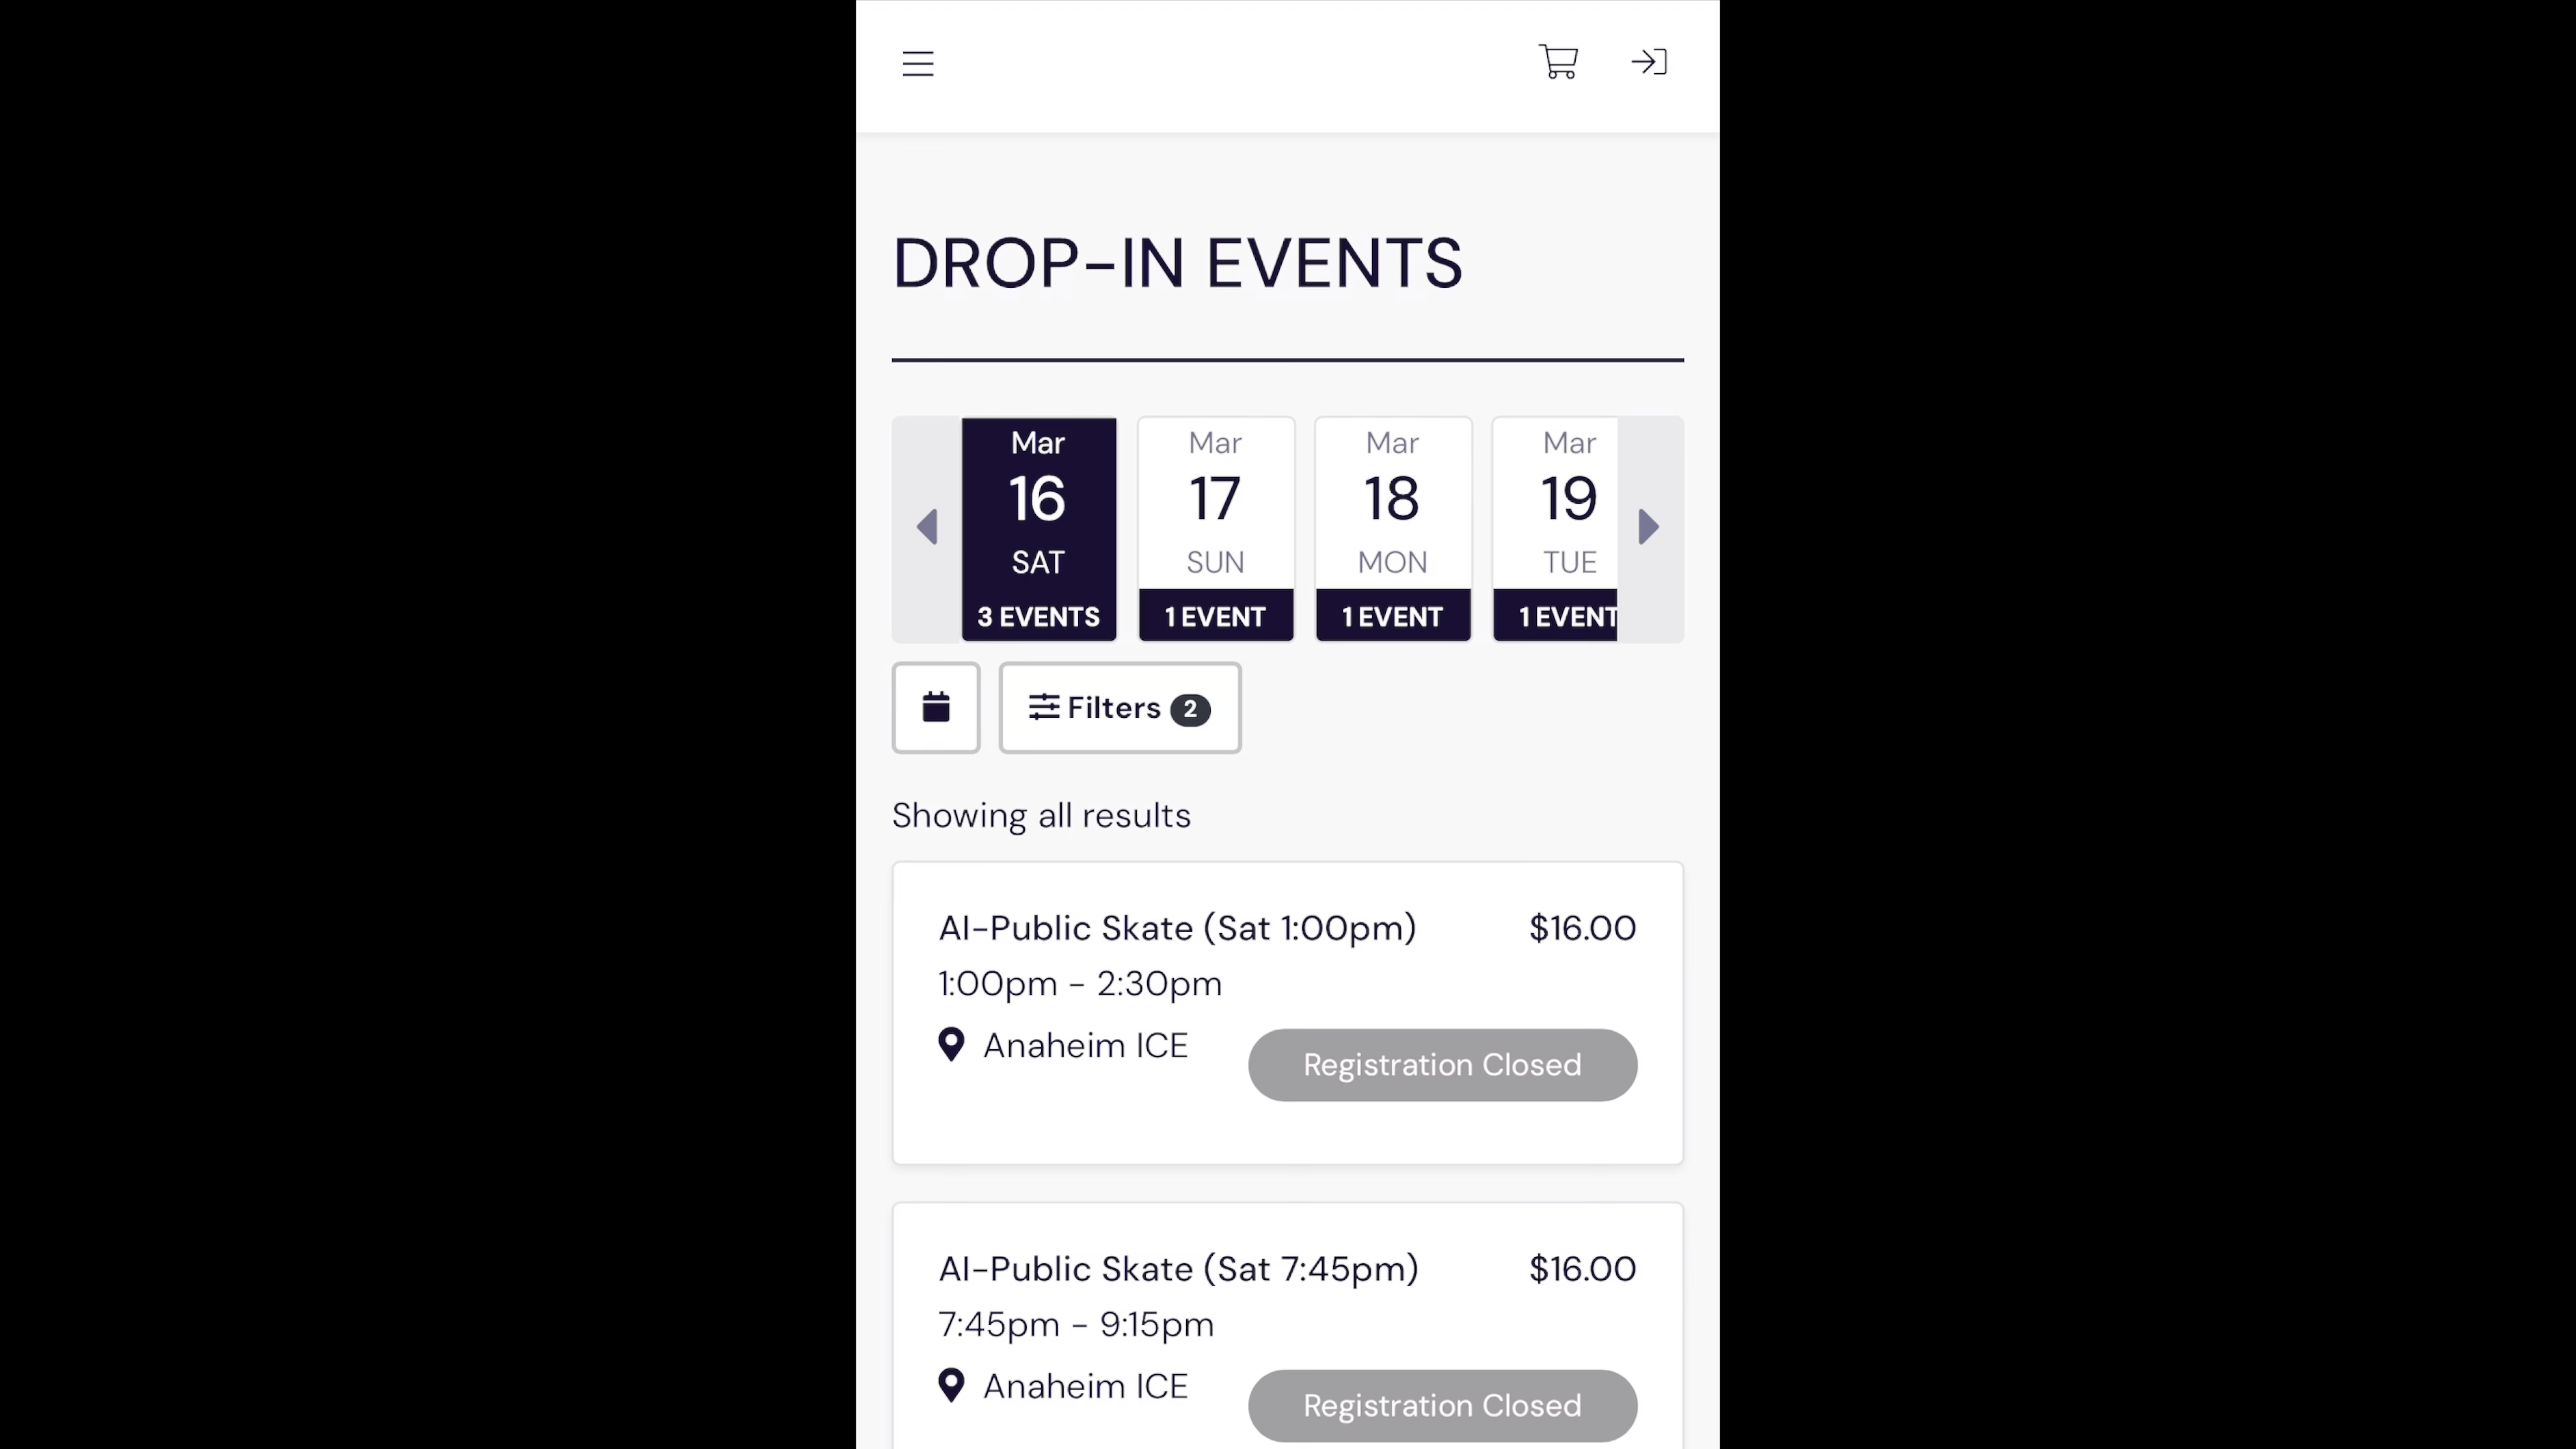 DROP-IN EVENTS
Mar
16
SAT
3 EVENTS
Mar
17
SUN
1 EVENT
Mar
18
MON
1 EVENT
Mar
19
TUE
1 EVENT
Filters 2
Showing all results
AI-Public Skate (Sat 1:00pm) $16.00
1:00pm - 2:30pm
Anaheim ICE
Registration Closed
AI-Public Skate (Sat 7:45pm) $16.00
7:45pm - 9:15pm
Anaheim ICE
Registration Closed